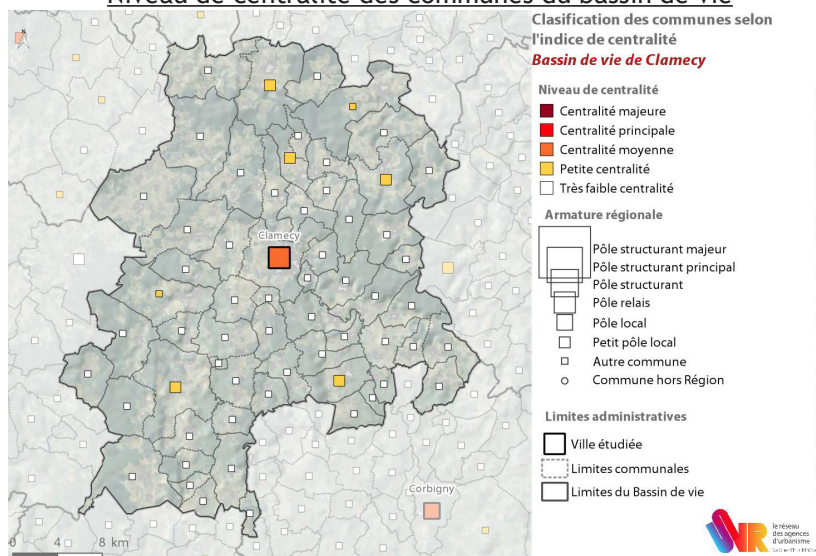 Niveau de centralité des communes du bassin de vie
Clasification des communes selon
l'indice de centralité
Bassin de vie de Clamecy
Niveau de centralité
Centralité majeure
Centralité principale
Centralité moyenne
Petite centralité
Très faible centralité
Armature régionale
Pôle structurant majeur
Pôle structurant principal
Pôle structurant
Pôle relais
Pôle local
Petit pôle local
Autre commune
Commune hors Région
Limites administratives
Ville étudiée
Limites communales
Limites du Bassin de vie
N
Clamecy
Corbigny
0 4 8 km
le réseau
des agences
d'urbanisme